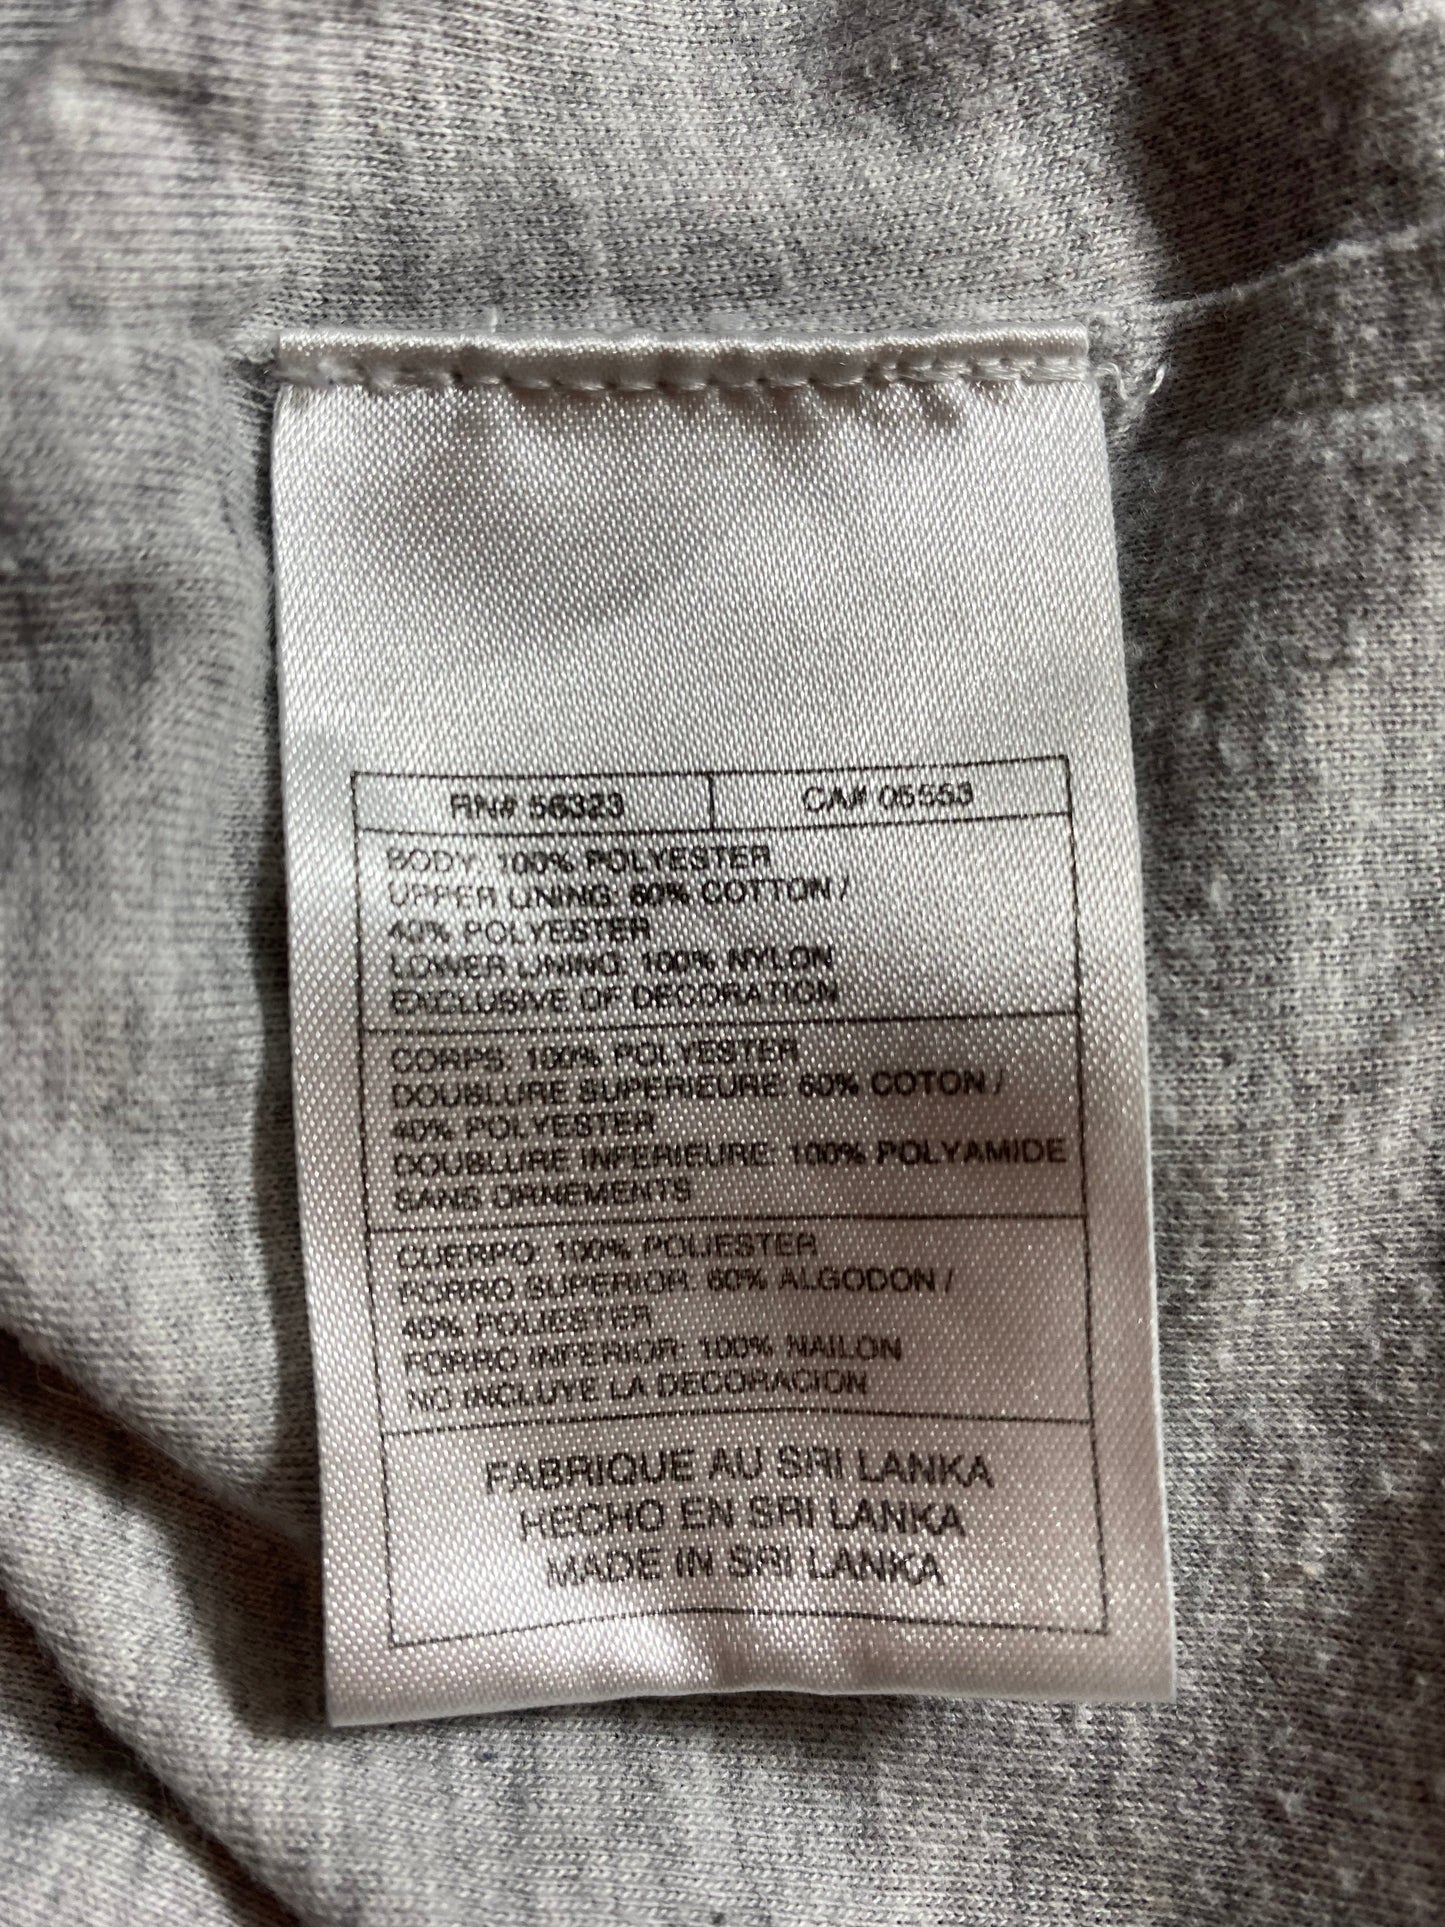 RN# 56323 CA# 05553
BODY: 100% POLYESTER
UPPER LINING: 60% COTTON /
40% POLYESTER
LOWER LINING: 100% NYLON
EXCLUSIVE OF DECORATION
CORPS: 100% POLYESTER
DOUBLURE SUPERIEURE: 60% COTON /
40% POLYESTER
DOUBLURE INFERIEURE: 100% POLYAMIDE
SANS ORNEMENTS
CUERPO: 100% POLIESTER
FORRO SUPERIOR: 60% ALGODON /
40% POLIESTER
FORRO INFERIOR: 100% NAILON
NO INCLUYE LA DECORACION
FABRIQUE AU SRI LANKA
HECHO EN SRI LANKA
MADE IN SRI LANKA